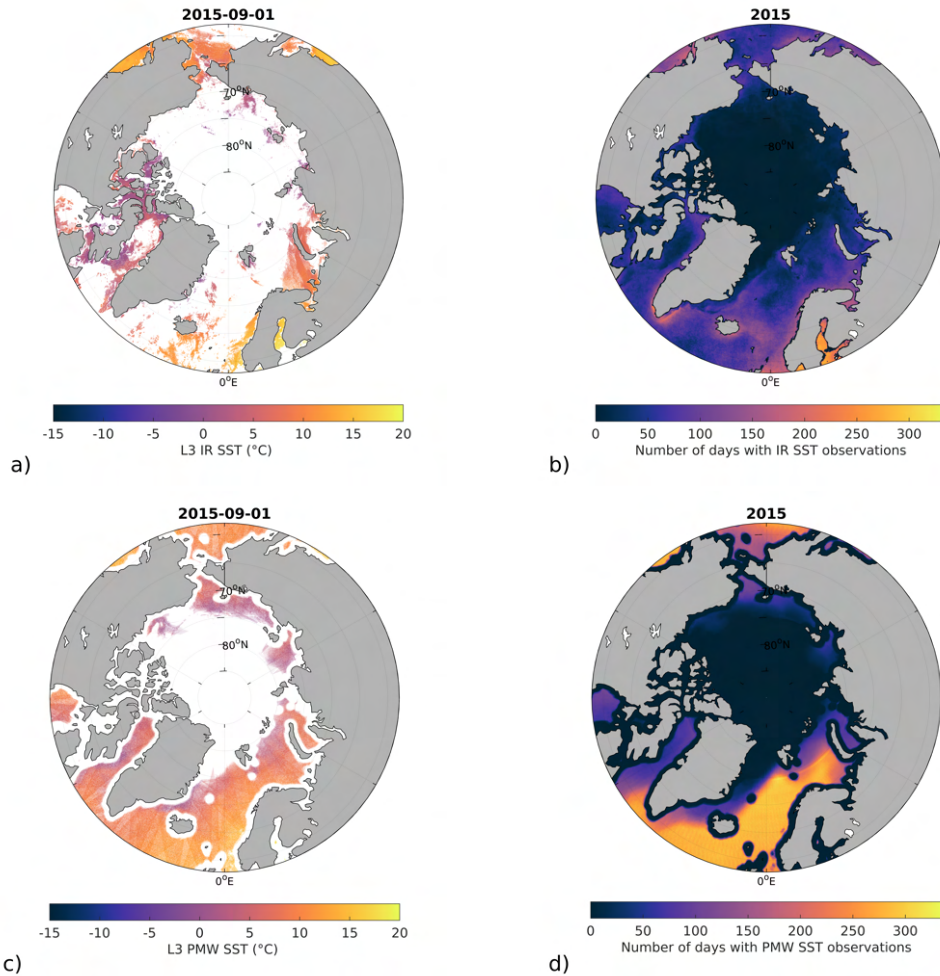 2015-09-01
70°N
80°N
0°E
-15 -10 -5 0 5 10 15 20
L3 IR SST (°C)
a)
2015
70°N
80°N
0°E
0 50 100 150 200 250 300
Number of days with IR SST observations
b)
2015-09-01
70°N
80°N
0°E
-15 -10 -5 0 5 10 15 20
L3 PMW SST (°C)
c)
2015
70°N
80°N
0°E
0 50 100 150 200 250 300
Number of days with PMW SST observations
d)